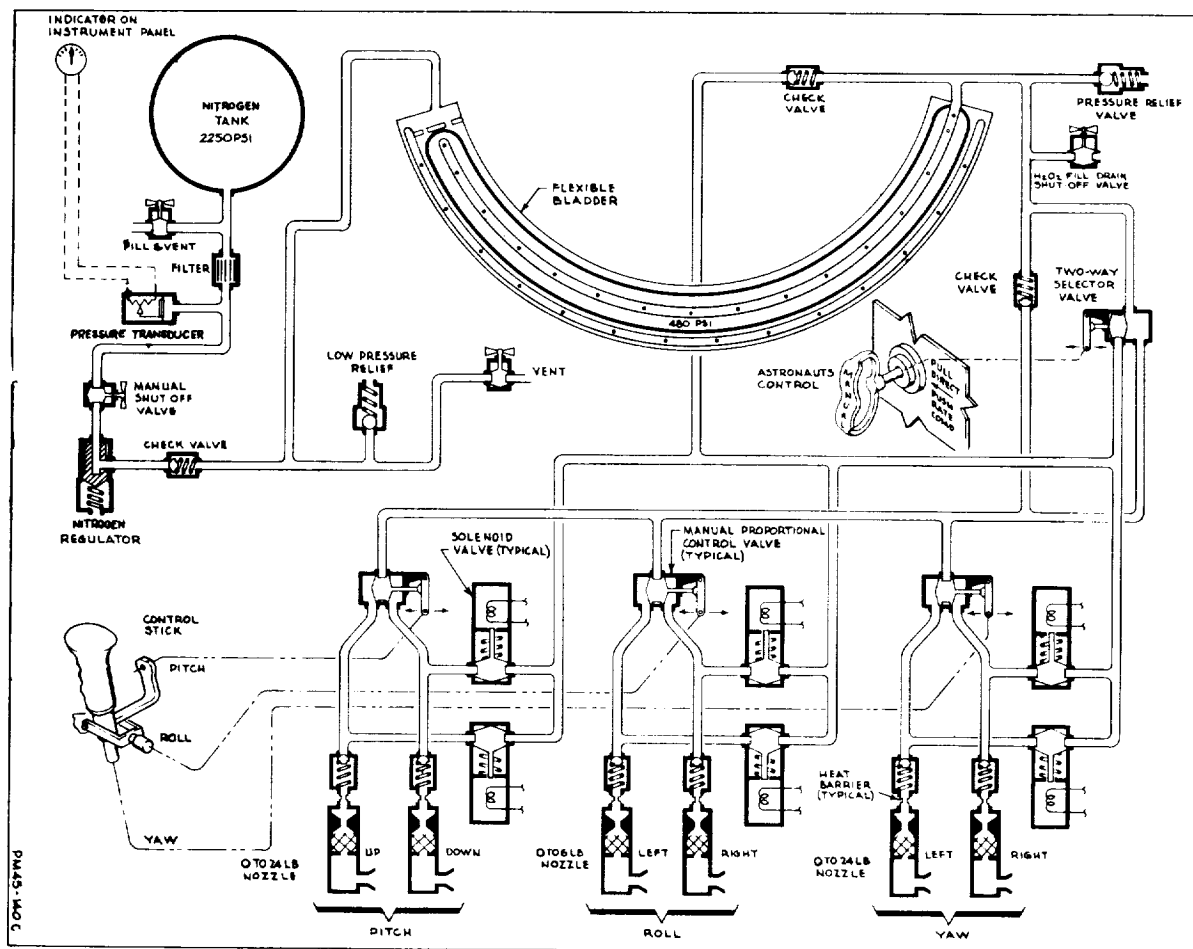 INDICATOR ON
INSTRUMENT PANEL
NITROGEN
TANK
2250PSI
FILL & VENT
FILTER
PRESSURE TRANSDUCER
MANUAL
SHUT OFF
VALVE
CHECK VALVE
NITROGEN
REGULATOR
LOW PRESSURE
RELIEF
VENT
FLEXIBLE
BLADDER
480 PSI
CHECK
VALVE
PRESSURE RELIEF
VALVE
H2O2 FILL DRAIN
SHUT OFF VALVE
CHECK
VALVE
TWO-WAY
SELECTOR
VALVE
ASTRONAUTS
CONTROL
MANUAL
PULL
DIRECT
PUSH
RATE
COMD
SOLENOID
VALVE (TYPICAL)
MANUAL PROPORTIONAL
CONTROL VALVE
(TYPICAL)
CONTROL
STICK
PITCH
ROLL
YAW
HEAT
BARRIER
(TYPICAL)
0 TO 24 LB
NOZZLE
UP
DOWN
0 TO 6 LB
NOZZLE
LEFT
RIGHT
0 TO 24 LB
NOZZLE
LEFT
RIGHT
PITCH
ROLL
YAW
PM45-140C